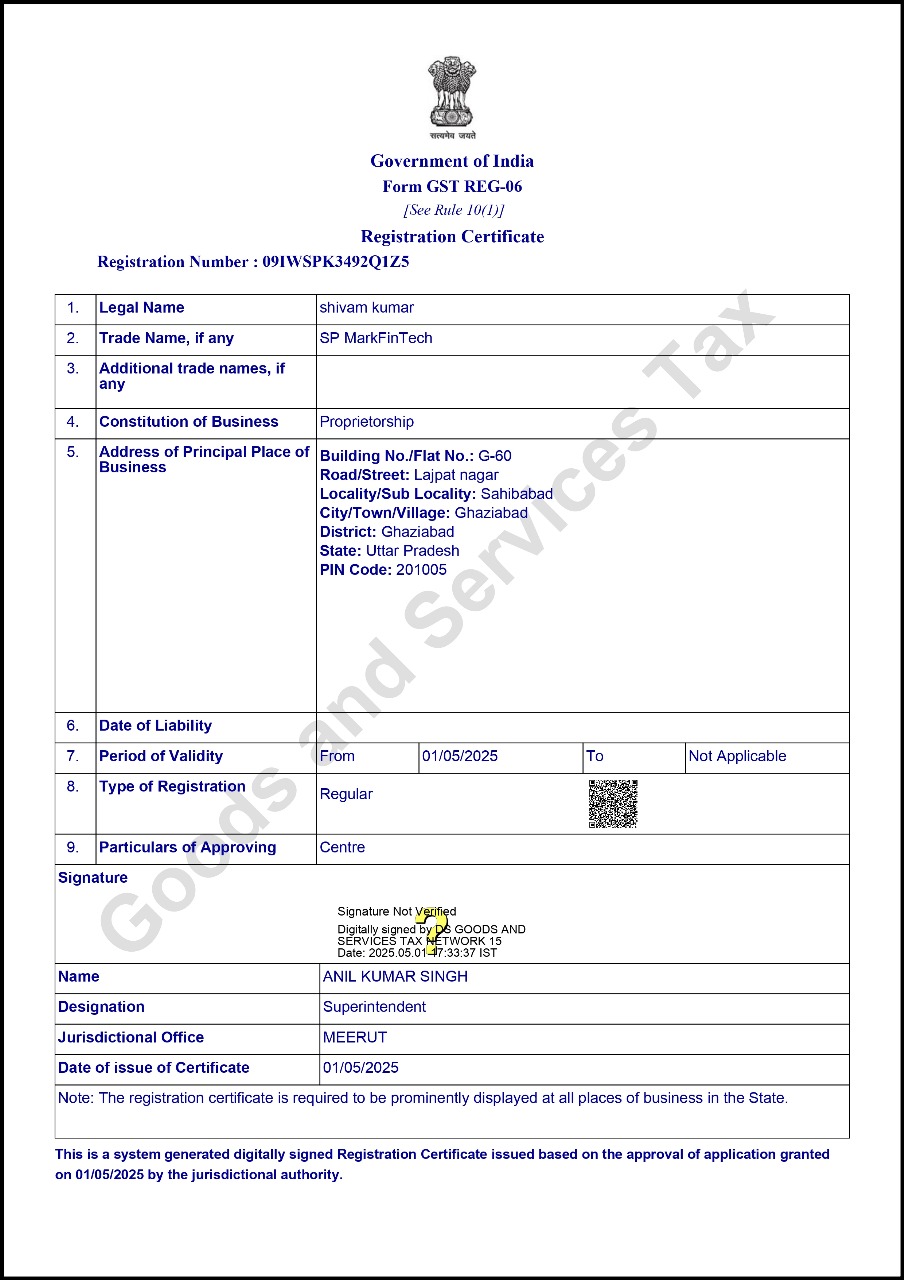 सत्यमेव जयते
Government of India
Form GST REG-06
[See Rule 10(1)]
Registration Certificate
Registration Number : 09IWSPK3492Q1Z5
1. Legal Name shivam kumar
2. Trade Name, if any SP MarkFinTech
3. Additional trade names, if
any
4. Constitution of Business Proprietorship
5. Address of Principal Place of
Business
Building No./Flat No.: G-60
Road/Street: Lajpat nagar
Locality/Sub Locality: Sahibabad
City/Town/Village: Ghaziabad
District: Ghaziabad
State: Uttar Pradesh
PIN Code: 201005
6. Date of Liability
7. Period of Validity From 01/05/2025 To Not Applicable
8. Type of Registration Regular
9. Particulars of Approving Centre
Signature
Signature Not Verified
Digitally signed by DS GOODS AND
SERVICES TAX NETWORK 15
Date: 2025.05.01 17:33:37 IST
Name ANIL KUMAR SINGH
Designation Superintendent
Jurisdictional Office MEERUT
Date of issue of Certificate 01/05/2025
Note: The registration certificate is required to be prominently displayed at all places of business in the State.
This is a system generated digitally signed Registration Certificate issued based on the approval of application granted
on 01/05/2025 by the jurisdictional authority.
Goods and Services Tax